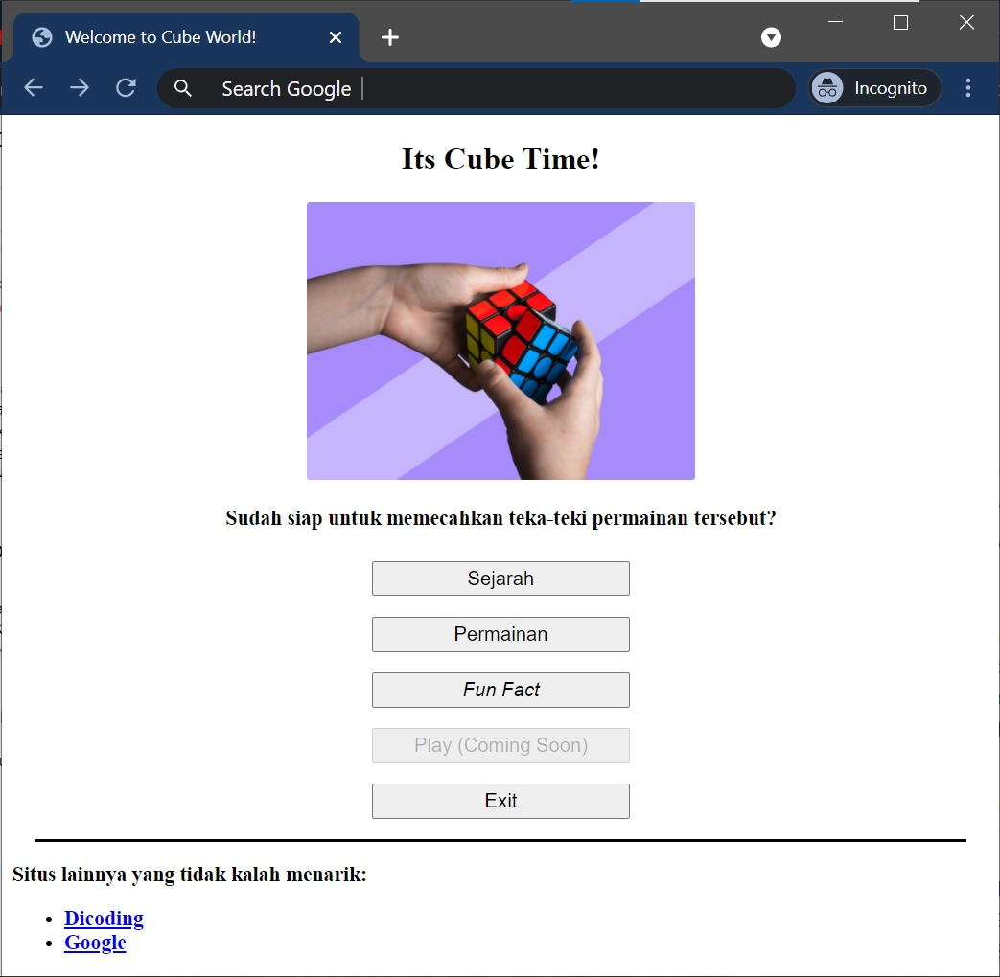 Welcome to Cube World!
Search Google
Incognito
Its Cube Time!
Sudah siap untuk memecahkan teka-teki permainan tersebut?
Sejarah
Permainan
Fun Fact
Play (Coming Soon)
Exit
Situs lainnya yang tidak kalah menarik:
Dicoding
Google